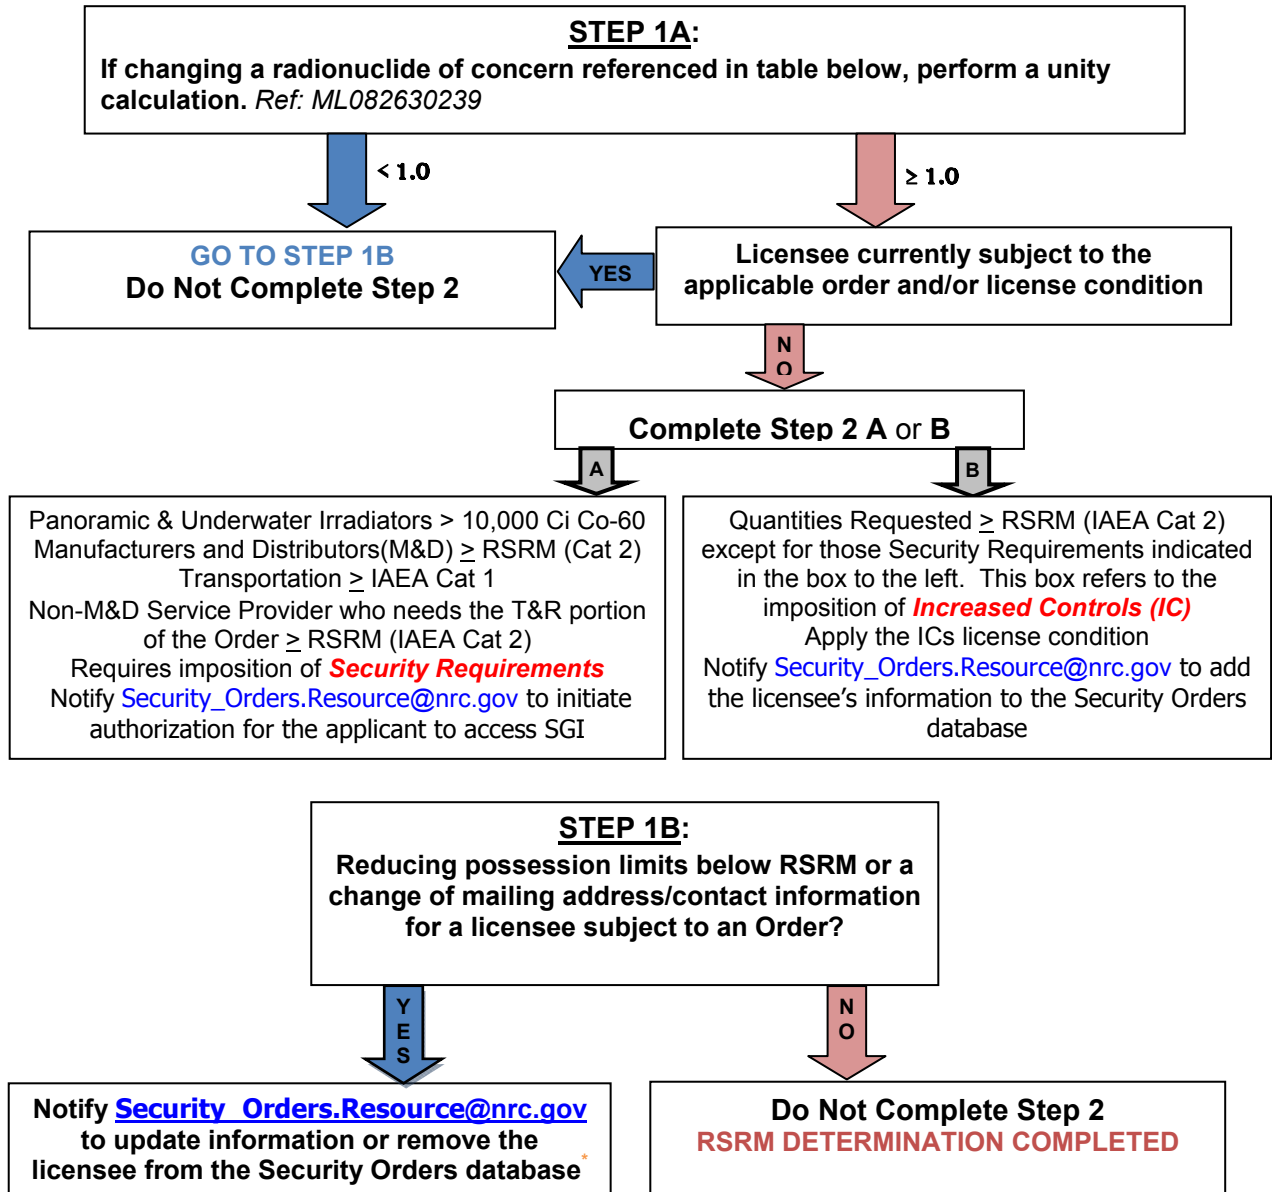 STEP 1A:
If changing a radionuclide of concern referenced in table below, perform a unity
calculation. Ref: ML082630239
< 1.0
≥ 1.0
GO TO STEP 1B
Do Not Complete Step 2
YES
Licensee currently subject to the
applicable order and/or license condition
N
O
Complete Step 2 A or B
A
B
Panoramic & Underwater Irradiators > 10,000 Ci Co-60
Manufacturers and Distributors(M&D) ≥ RSRM (Cat 2)
Transportation ≥ IAEA Cat 1
Non-M&D Service Provider who needs the T&R portion
of the Order ≥ RSRM (IAEA Cat 2)
Requires imposition of Security Requirements
Notify Security_Orders.Resource@nrc.gov to initiate
authorization for the applicant to access SGI
Quantities Requested ≥ RSRM (IAEA Cat 2)
except for those Security Requirements indicated
in the box to the left. This box refers to the
imposition of Increased Controls (IC)
Apply the ICs license condition
Notify Security_Orders.Resource@nrc.gov to add
the licensee's information to the Security Orders
database
STEP 1B:
Reducing possession limits below RSRM or a
change of mailing address/contact information
for a licensee subject to an Order?
Y
E
S
N
O
Notify Security_Orders.Resource@nrc.gov
to update information or remove the
licensee from the Security Orders database*
Do Not Complete Step 2
RSRM DETERMINATION COMPLETED